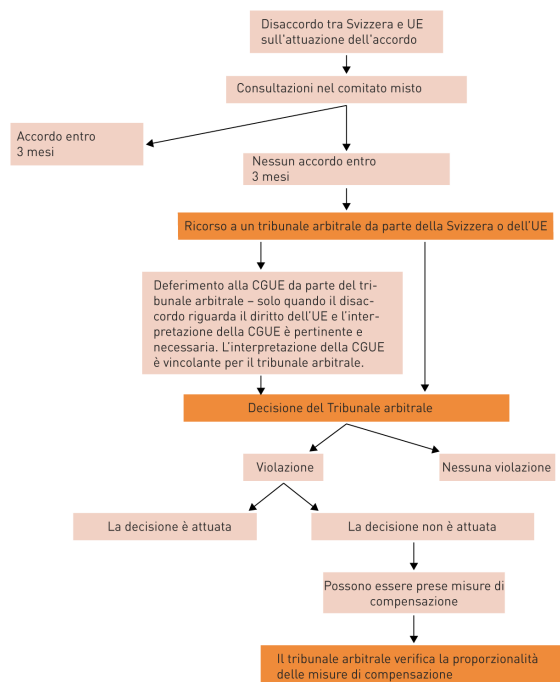 Disaccordo tra Svizzera e UE
sull'attuazione dell'accordo
Consultazioni nel comitato misto
Accordo entro
3 mesi
Nessun accordo entro
3 mesi
Ricorso a un tribunale arbitrale da parte della Svizzera o dell'UE
Deferimento alla CGUE da parte del tri-
bunale arbitrale – solo quando il disac-
cordo riguarda il diritto dell'UE e l'inter-
pretazione della CGUE è pertinente e
necessaria. L'interpretazione della CGUE
è vincolante per il tribunale arbitrale.
Decisione del Tribunale arbitrale
Violazione
Nessuna violazione
La decisione è attuata
La decisione non è attuata
Possono essere prese misure di
compensazione
Il tribunale arbitrale verifica la proporzionalità
delle misure di compensazione